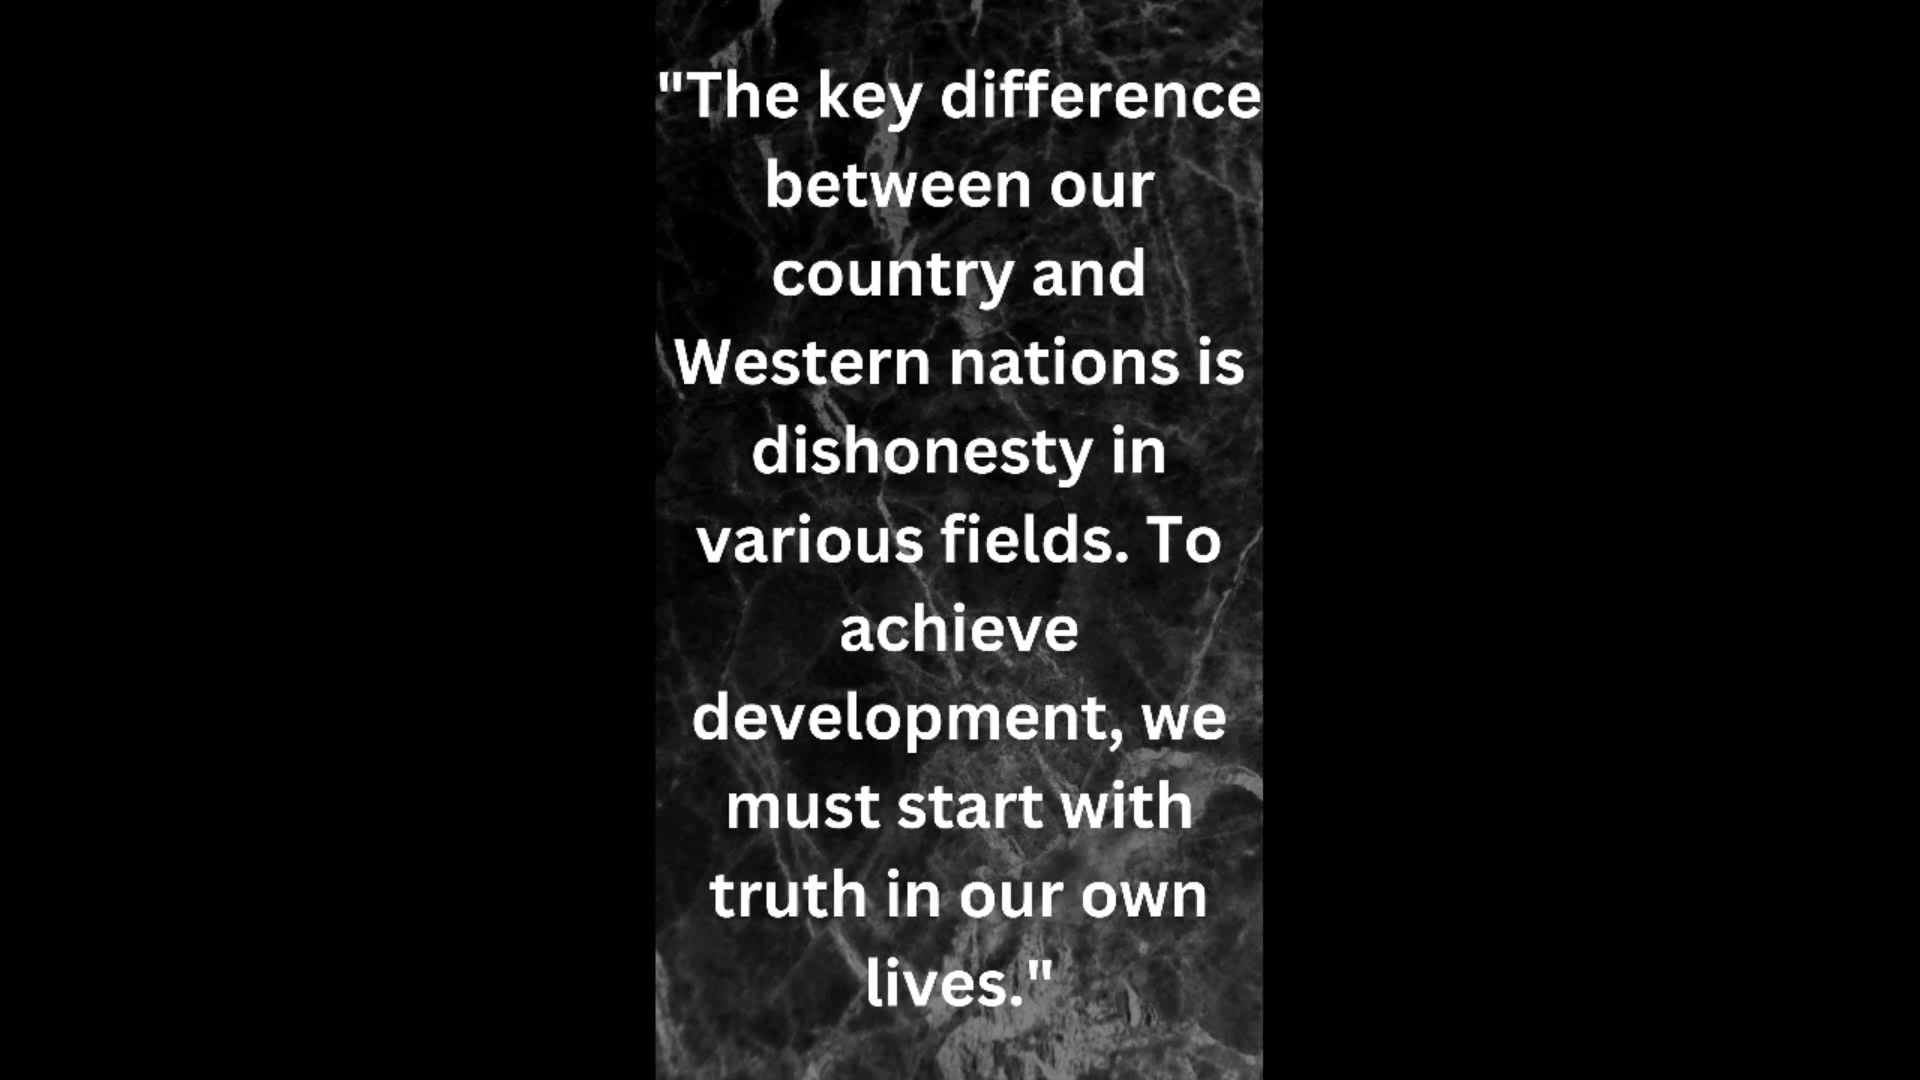 "The key difference
between our
country and
Western nations is
dishonesty in
various fields. To
achieve
development, we
must start with
truth in our own
lives."